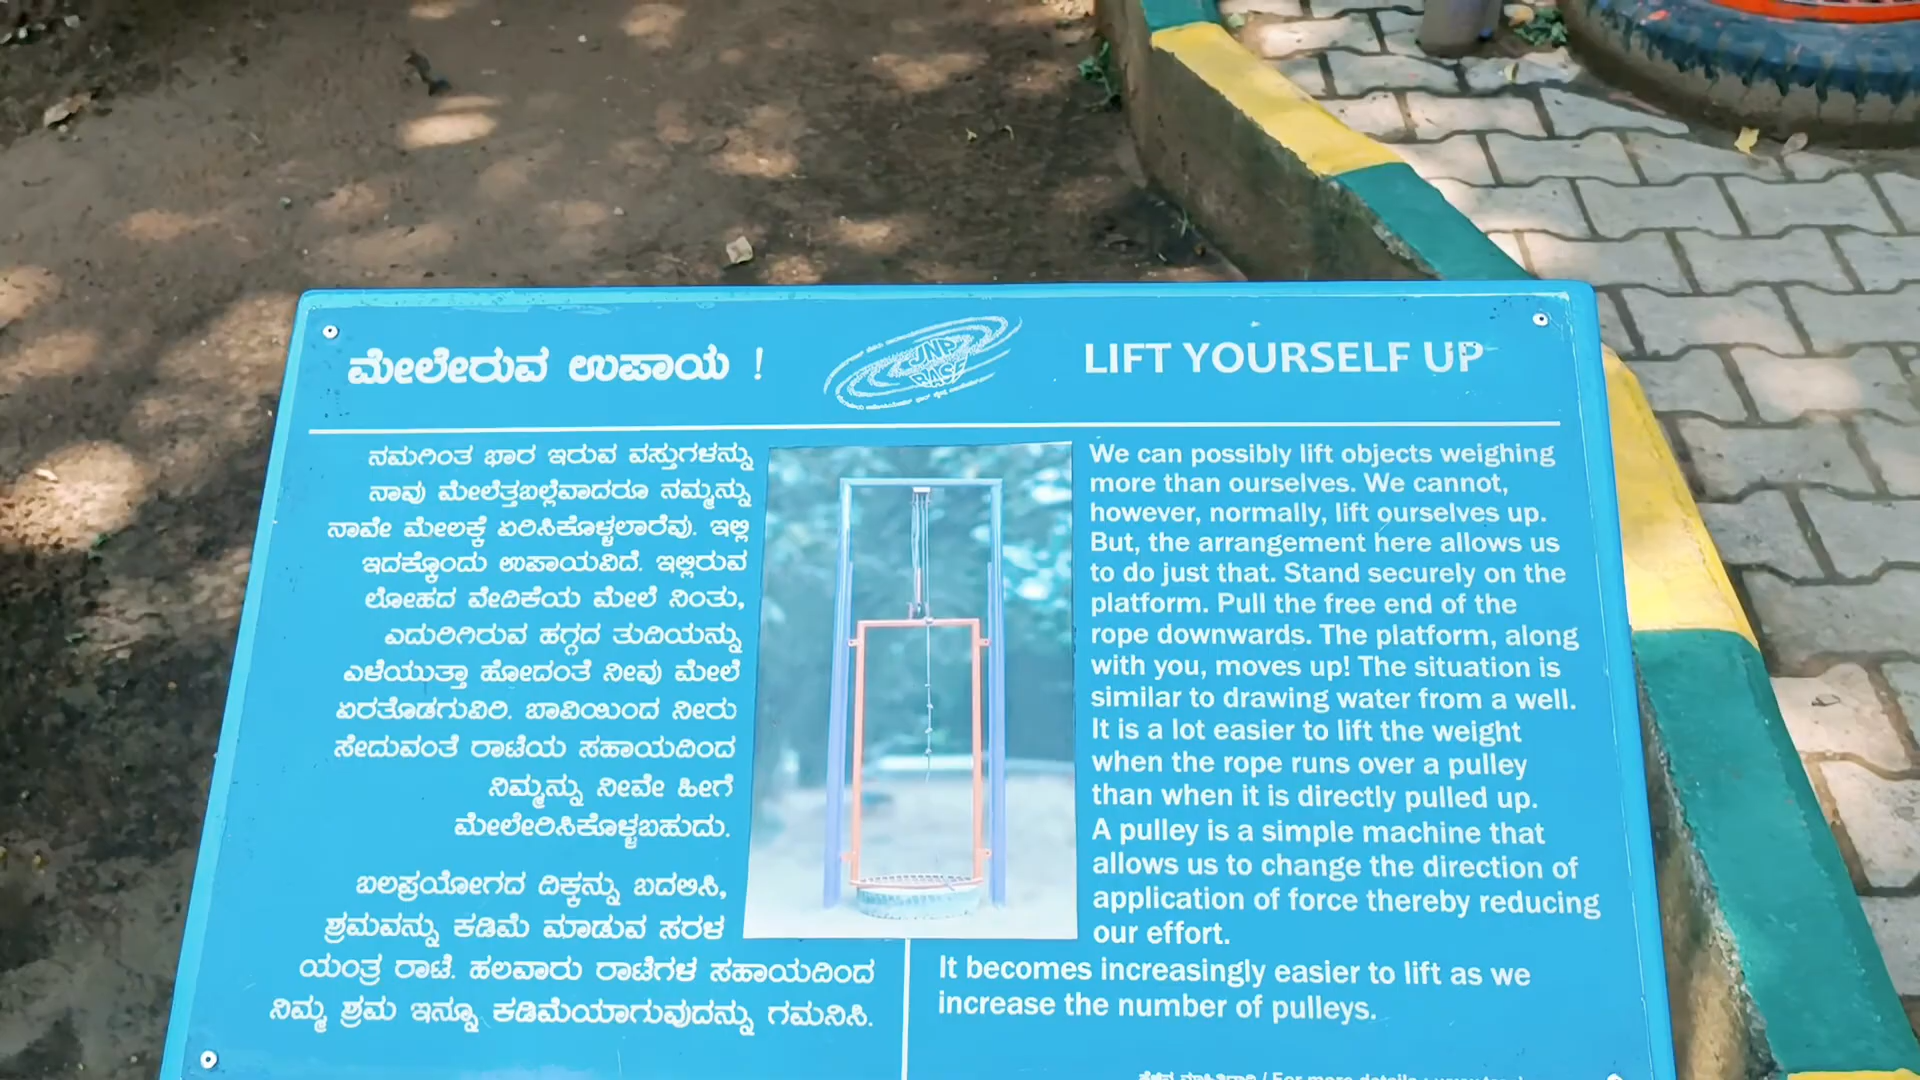 ಮೇಲೇರುವ ಉಪಾಯ !
JNP
BASE
LIFT YOURSELF UP
ನಮಗಿಂತ ಭಾರ ಇರುವ ವಸ್ತುಗಳನ್ನು
ನಾವು ಮೇಲೆತ್ತಬಲ್ಲೆವಾದರೂ ನಮ್ಮನ್ನು
ನಾವೇ ಮೇಲಕ್ಕೆ ಏರಿಸಿಕೊಳ್ಳಲಾರೆವು. ಇಲ್ಲಿ
ಇದಕ್ಕೊಂದು ಉಪಾಯವಿದೆ. ಇಲ್ಲಿರುವ
ಲೋಹದ ವೇದಿಕೆಯ ಮೇಲೆ ನಿಂತು,
ಎದುರಿಗಿರುವ ಹಗ್ಗದ ತುದಿಯನ್ನು
ಎಳೆಯುತ್ತಾ ಹೋದಂತೆ ನೀವು ಮೇಲೆ
ಏರತೊಡಗುವಿರಿ. ಬಾವಿಯಿಂದ ನೀರು
ಸೇದುವಂತೆ ರಾಟೆಯ ಸಹಾಯದಿಂದ
ನಿಮ್ಮನ್ನು ನೀವೇ ಹೀಗೆ
ಮೇಲೇರಿಸಿಕೊಳ್ಳಬಹುದು.
ಬಲಪ್ರಯೋಗದ ದಿಕ್ಕನ್ನು ಬದಲಿಸಿ,
ಶ್ರಮವನ್ನು ಕಡಿಮೆ ಮಾಡುವ ಸರಳ
ಯಂತ್ರ ರಾಟೆ. ಹಲವಾರು ರಾಟೆಗಳ ಸಹಾಯದಿಂದ
ನಿಮ್ಮ ಶ್ರಮ ಇನ್ನೂ ಕಡಿಮೆಯಾಗುವುದನ್ನು ಗಮನಿಸಿ.
We can possibly lift objects weighing
more than ourselves. We cannot,
however, normally, lift ourselves up.
But, the arrangement here allows us
to do just that. Stand securely on the
platform. Pull the free end of the
rope downwards. The platform, along
with you, moves up! The situation is
similar to drawing water from a well.
It is a lot easier to lift the weight
when the rope runs over a pulley
than when it is directly pulled up.
A pulley is a simple machine that
allows us to change the direction of
application of force thereby reducing
our effort.
It becomes increasingly easier to lift as we
increase the number of pulleys.
/ For more details :